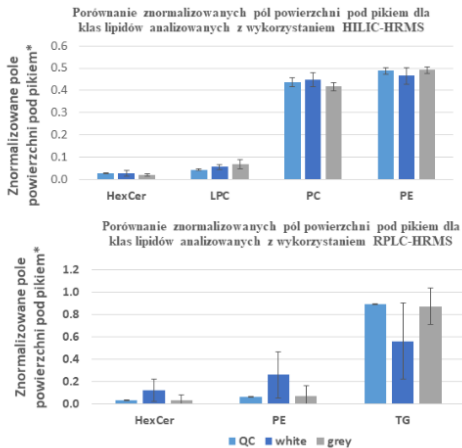 Porównanie znormalizowanych pól powierzchni pod pikiem dla
klas lipidów analizowanych z wykorzystaniem HILIC-HRMS
Znormalizowane pole
powierzchni pod pikiem*
0.6
0.5
0.4
0.3
0.2
0.1
0.0
HexCer LPC PC PE
Porównanie znormalizowanych pól powierzchni pod pikiem dla
klas lipidów analizowanych z wykorzystaniem RPLC-HRMS
Znormalizowane pole
powierzchni pod pikiem*
1.2
1.0
0.8
0.6
0.4
0.2
0.0
HexCer PE TG
QC white grey